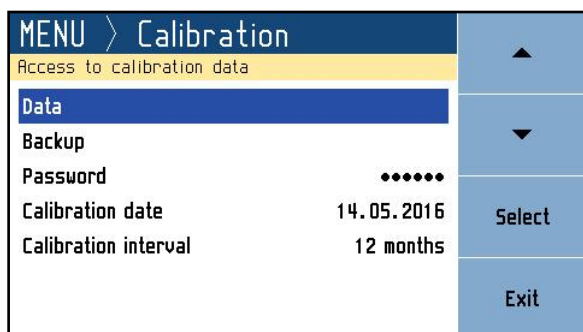 MENU 〉 Calibration
Access to calibration data
Data
Backup
Password ••••••
Calibration date 14.05.2016
Calibration interval 12 months
▲
▼
Select
Exit